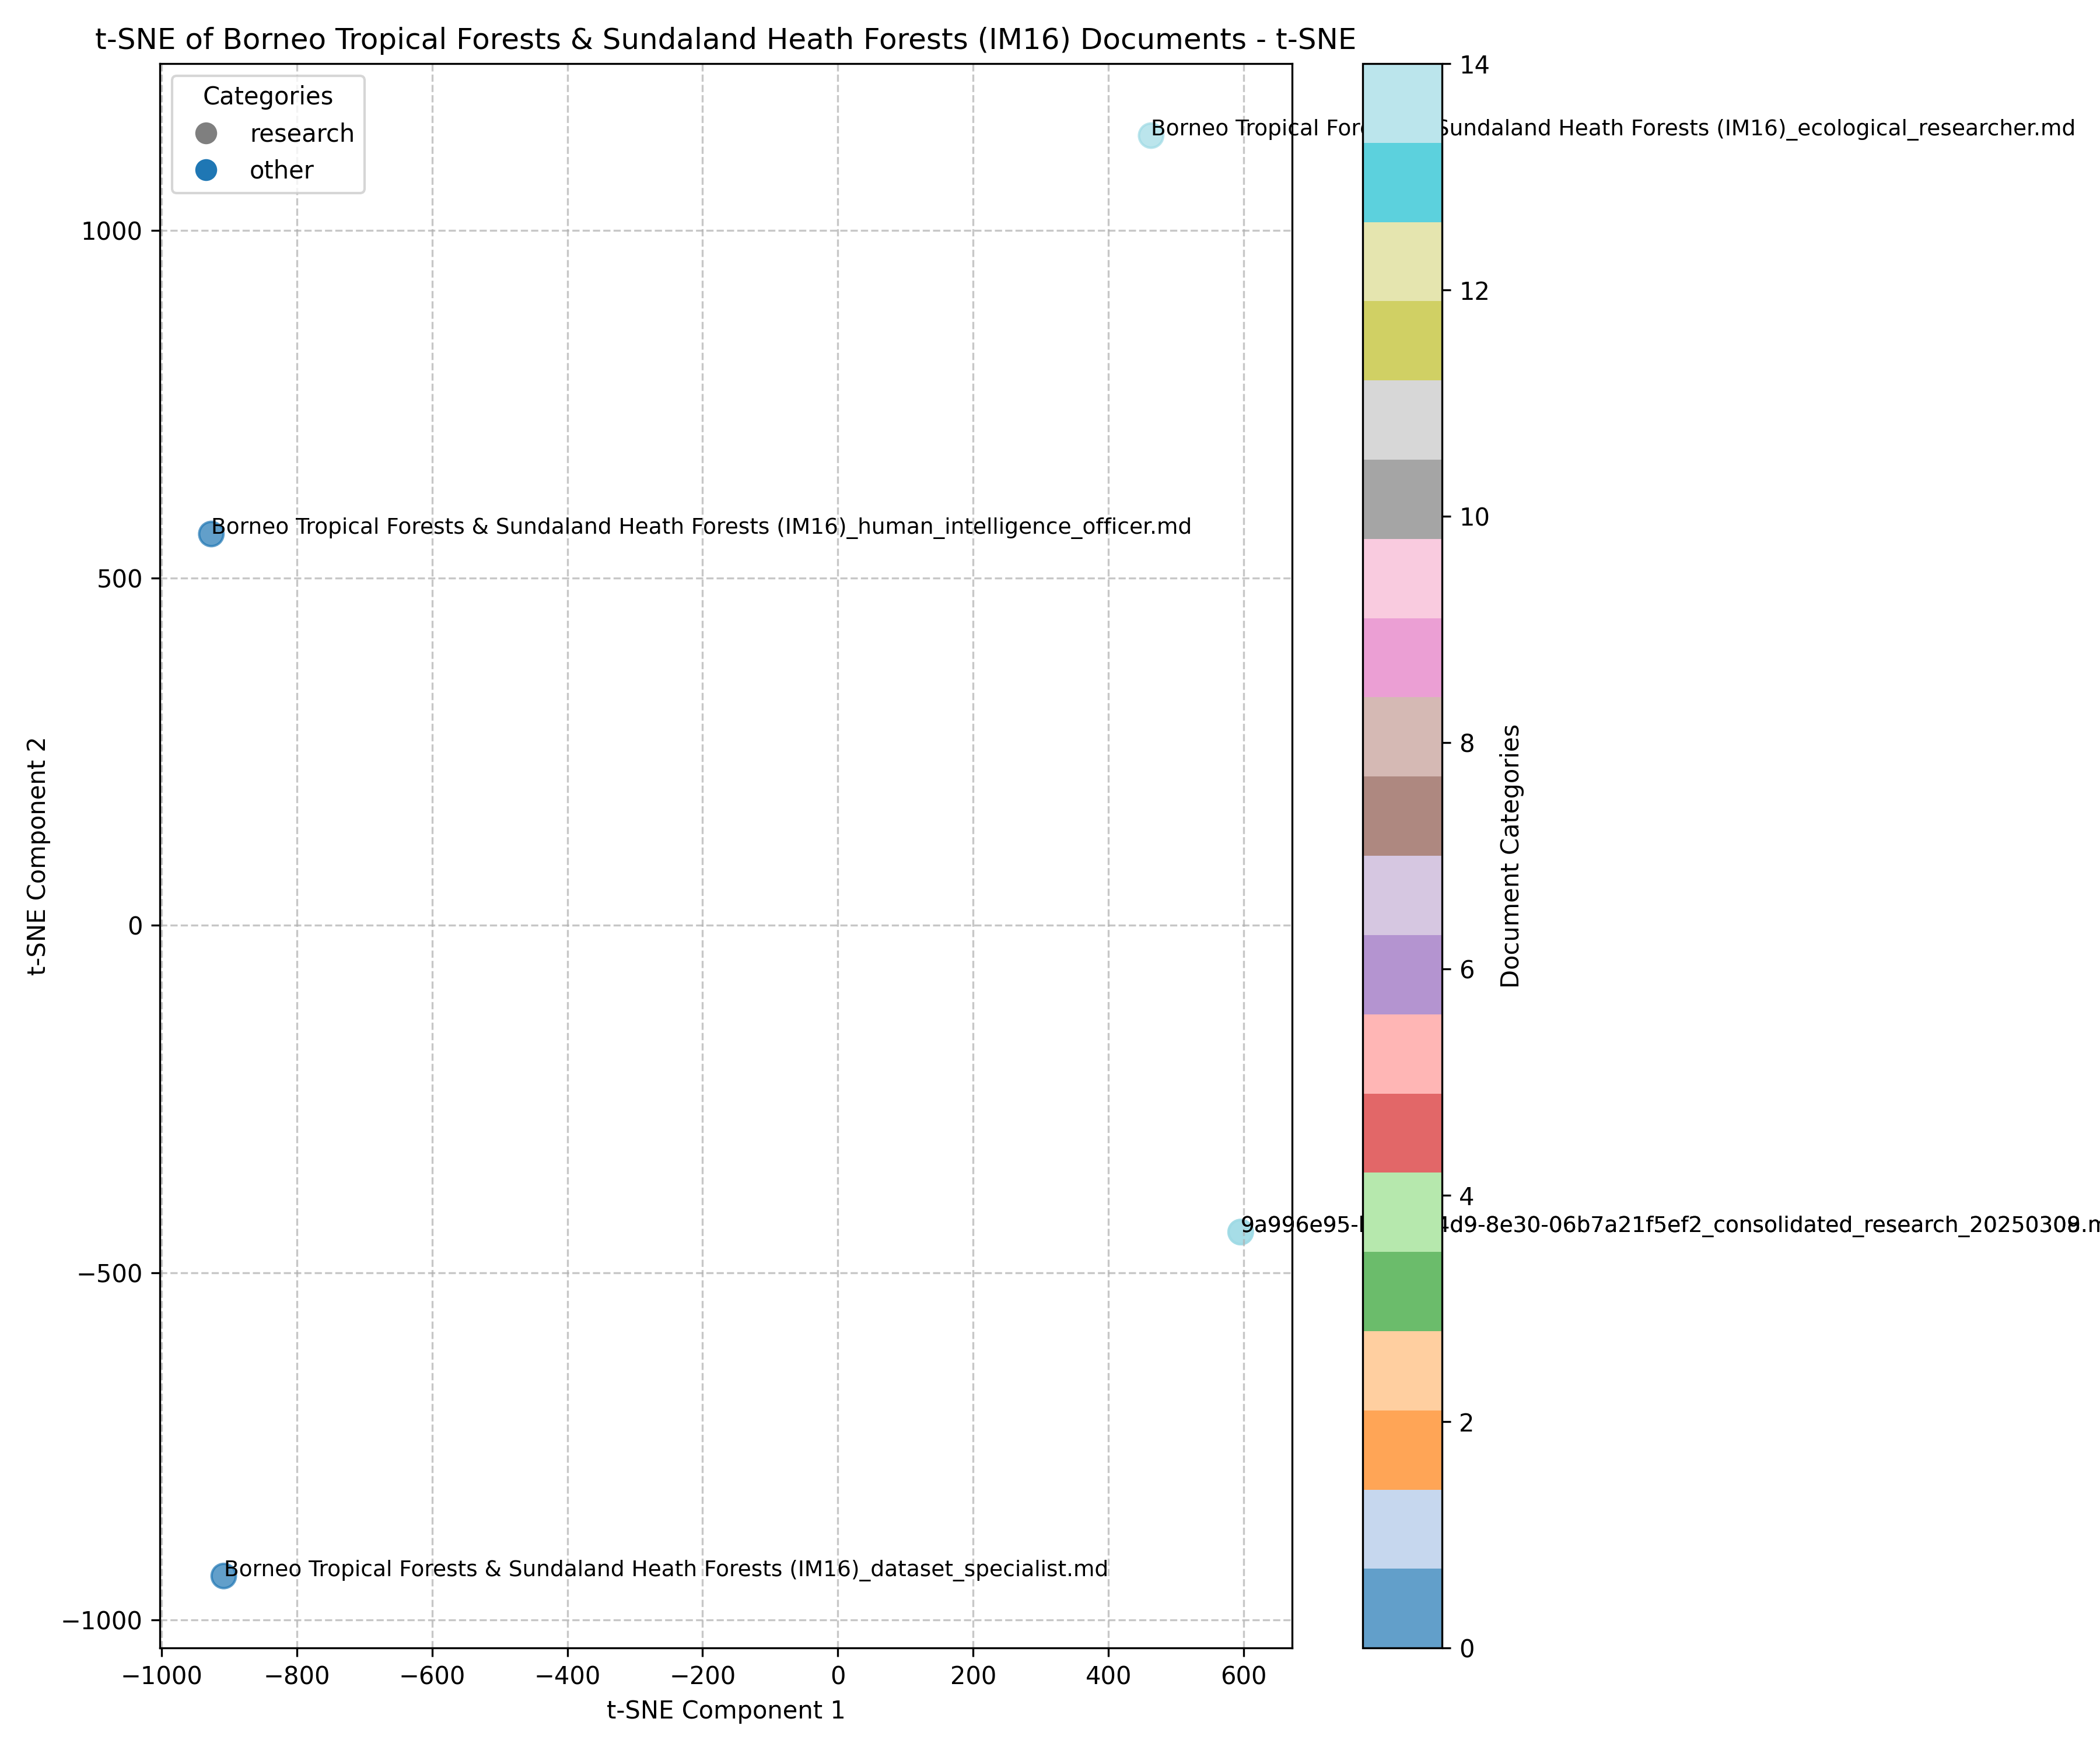 t-SNE of Borneo Tropical Forests & Sundaland Heath Forests (IM16) Documents - t-SNE
Categories
research
other
Borneo Tropical For Sundaland Heath Forests (IM16)_ecological_researcher.md
Borneo Tropical Forests & Sundaland Heath Forests (IM16)_human_intelligence_officer.md
9a996e95- 4d9-8e30-06b7a21f5ef2_consolidated_research_202503
Borneo Tropical Forests & Sundaland Heath Forests (IM16)_dataset_specialist.md
1000
500
0
−500
−1000
t-SNE Component 2
−1000 −800 −600 −400 −200 0 200 400 600
t-SNE Component 1
14
12
10
8
6
4
2
0
Document Categories